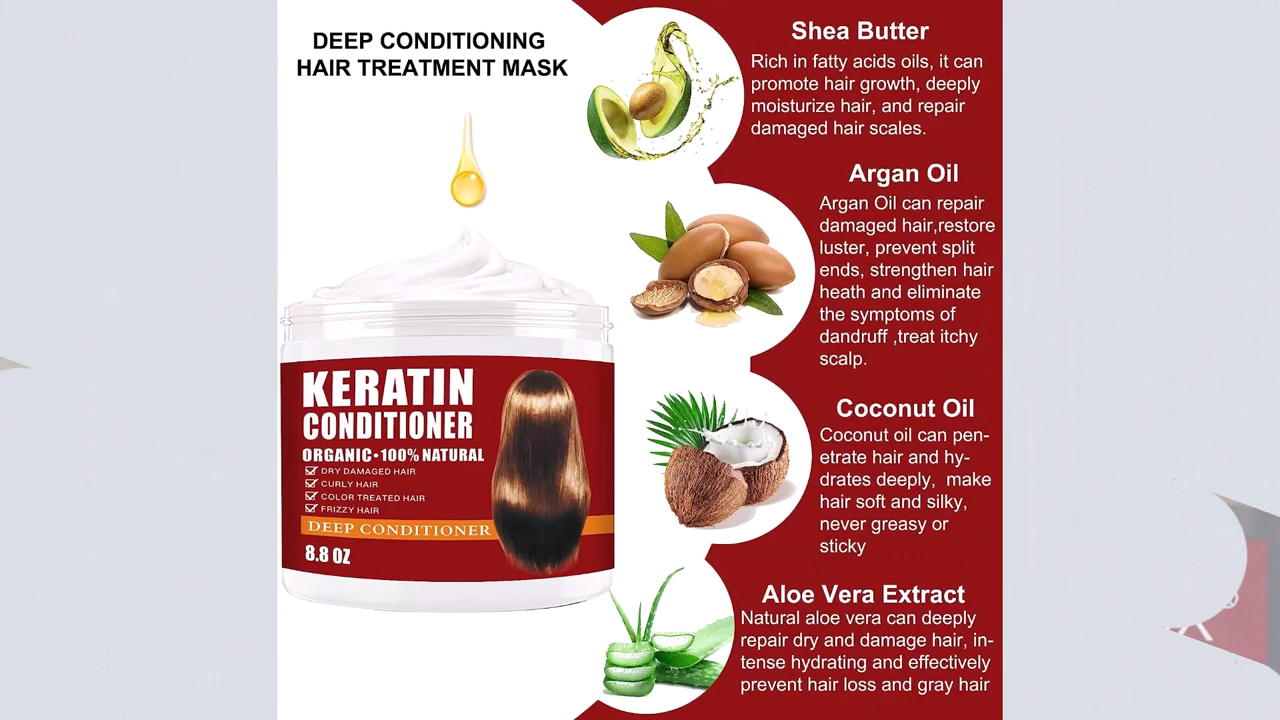 DEEP CONDITIONING
HAIR TREATMENT MASK
KERATIN
CONDITIONER
ORGANIC•100% NATURAL
DRY DAMAGED HAIR
CURLY HAIR
COLOR TREATED HAIR
FRIZZY HAIR
DEEP CONDITIONER
8.8 OZ
Shea Butter
Rich in fatty acids oils, it can
promote hair growth, deeply
moisturize hair, and repair
damaged hair scales.
Argan Oil
Argan Oil can repair
damaged hair,restore
luster, prevent split
ends, strengthen hair
heath and eliminate
the symptoms of
dandruff ,treat itchy
scalp.
Coconut Oil
Coconut oil can pen-
etrate hair and hy-
drates deeply, make
hair soft and silky,
never greasy or
sticky
Aloe Vera Extract
Natural aloe vera can deeply
repair dry and damage hair, in-
tense hydrating and effectively
prevent hair loss and gray hair